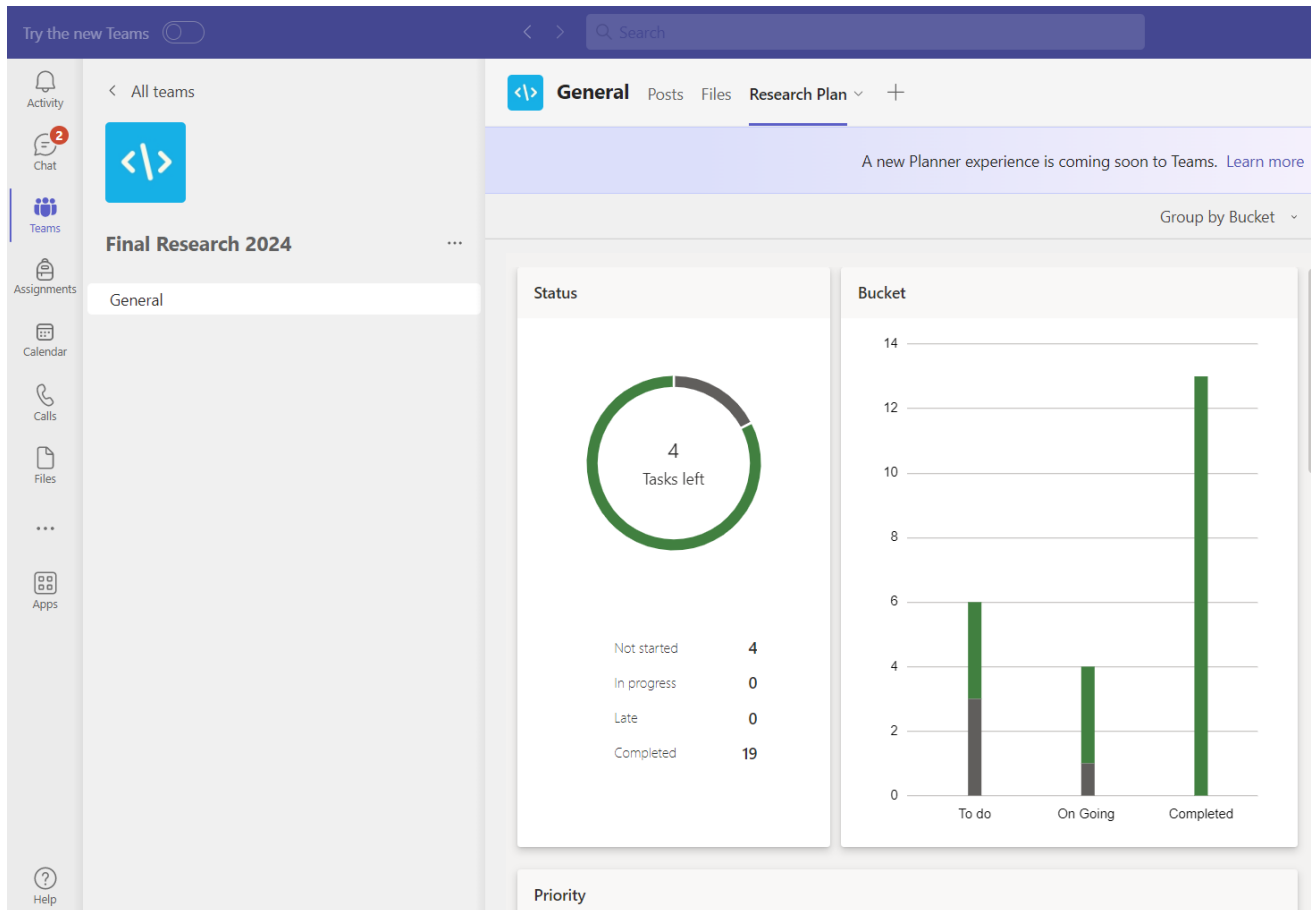 Try the new Teams
Search
Activity
2
Chat
Teams
Assignments
Calendar
Calls
Files
Apps
Help
All teams
</>
Final Research 2024
General
</>
General Posts Files Research Plan
A new Planner experience is coming soon to Teams. Learn more
Group by Bucket
Status
4
Tasks left
Not started 4
In progress 0
Late 0
Completed 19
Bucket
14
12
10
8
6
4
2
0
To do On Going Completed
Priority